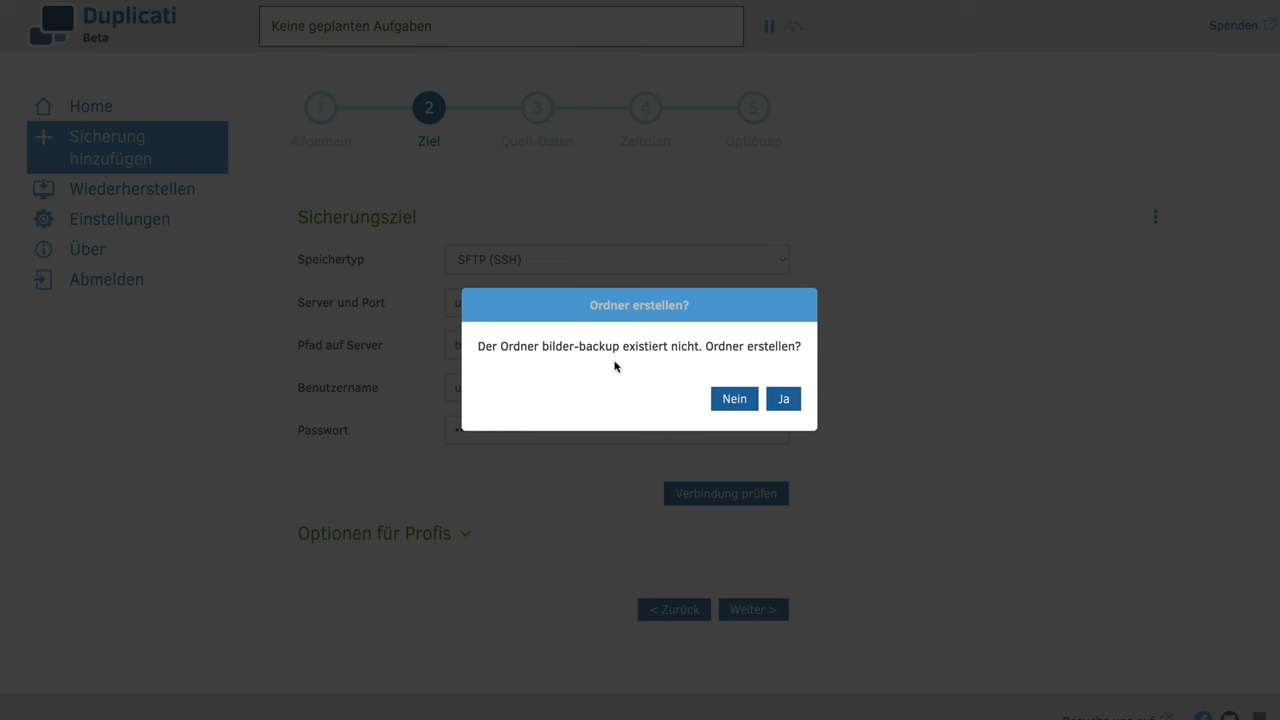 Duplicati
Beta
Keine geplanten Aufgaben
Spenden
Home
Sicherung
hinzufügen
Wiederherstellen
Einstellungen
Über
Abmelden
1
2
3
4
5
Allgemein
Ziel
Quell-Daten
Zeitplan
Optionen
Sicherungsziel
Speichertyp
SFTP (SSH)
Server und Port
u
Pfad auf Server
b
Benutzername
u
Passwort
Ordner erstellen?
Der Ordner bilder-backup existiert nicht. Ordner erstellen?
Nein
Ja
Verbindung prüfen
Optionen für Profis
< Zurück
Weiter >